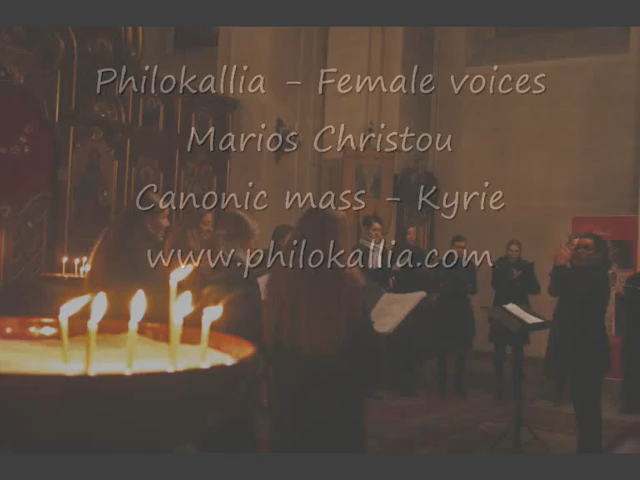 Philokallia - Female voices
Marios Christou
Canonic mass - Kyrie
www.philokallia.com